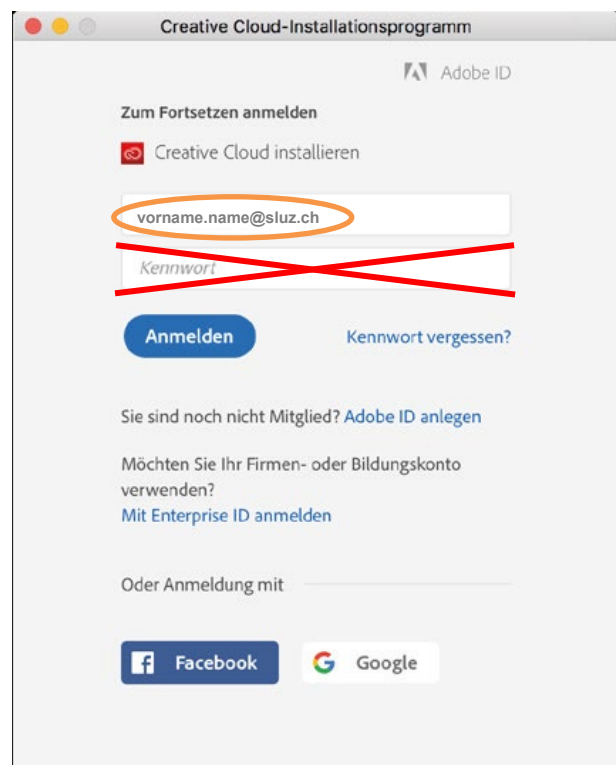 Creative Cloud-Installationsprogramm
Adobe ID
Zum Fortsetzen anmelden
Creative Cloud installieren
vorname.name@sluz.ch
Kennwort
Anmelden
Kennwort vergessen?
Sie sind noch nicht Mitglied? Adobe ID anlegen
Möchten Sie Ihr Firmen- oder Bildungskonto
verwenden?
Mit Enterprise ID anmelden
Oder Anmeldung mit
Facebook
Google